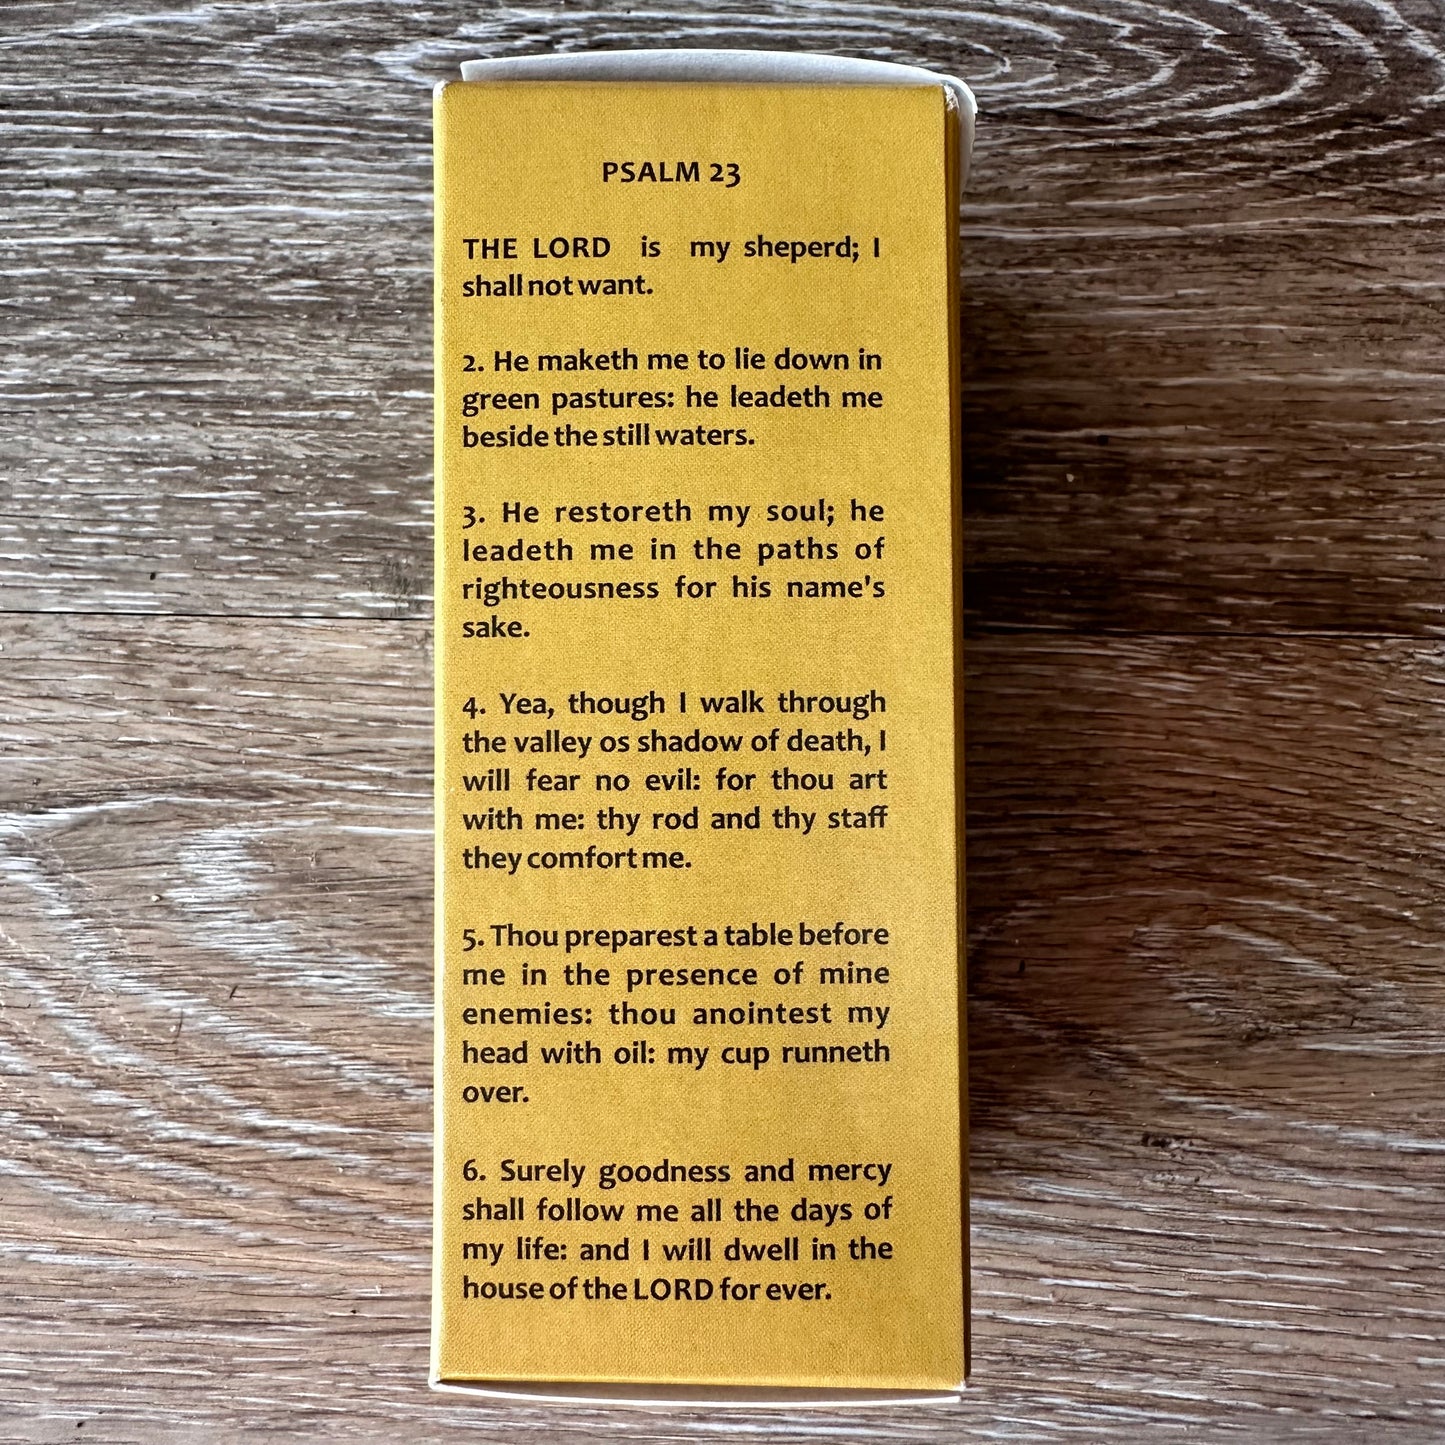 PSALM 23
THE LORD is my sheperd; I
shall not want.
2. He maketh me to lie down in
green pastures: he leadeth me
beside the still waters.
3. He restoreth my soul; he
leadeth me in the paths of
righteousness for his name's
sake.
4. Yea, though I walk through
the valley os shadow of death, I
will fear no evil: for thou art
with me: thy rod and thy staff
they comfort me.
5. Thou preparest a table before
me in the presence of mine
enemies: thou anointest my
head with oil: my cup runneth
over.
6. Surely goodness and mercy
shall follow me all the days of
my life: and I will dwell in the
house of the LORD for ever.